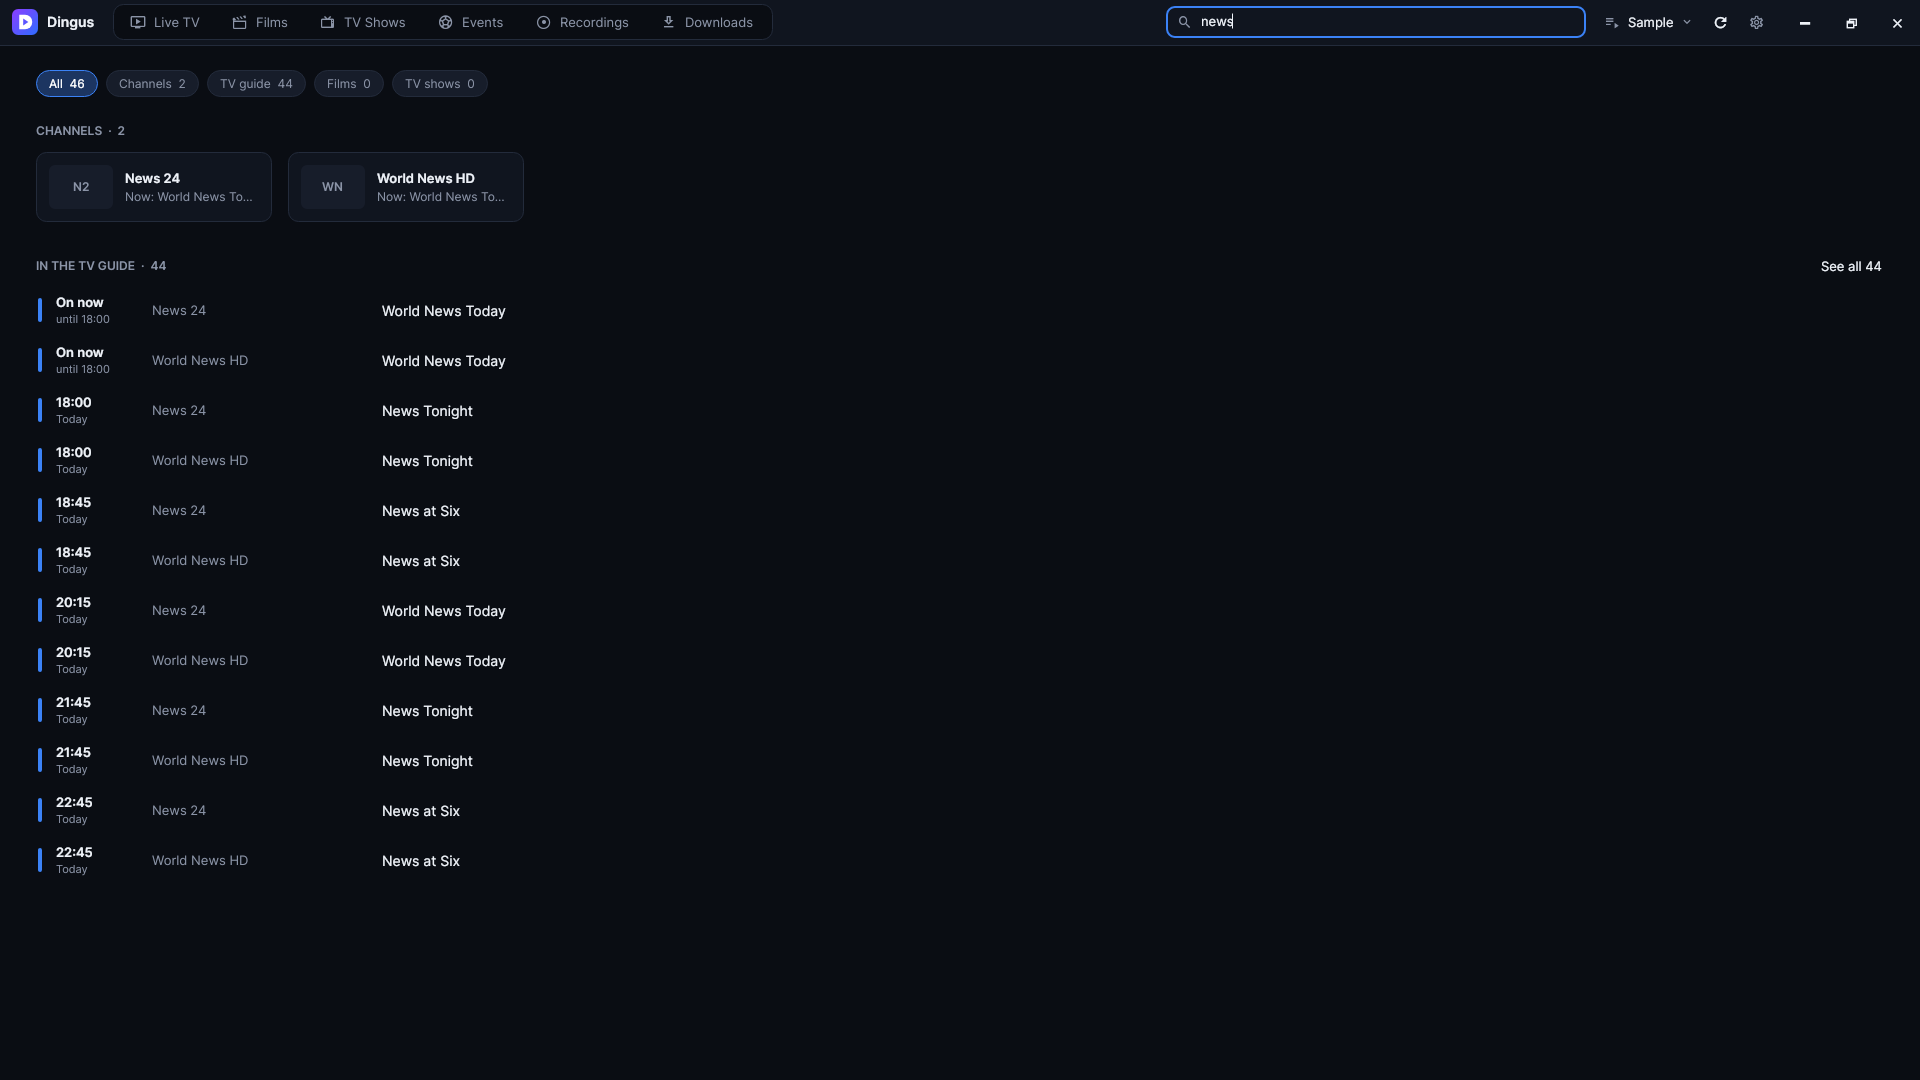 Dingus Live TV Films TV Shows Events Recordings Downloads news Sample
All 46 Channels 2 TV guide 44 Films 0 TV shows 0
CHANNELS · 2
N2 News 24
Now: World News To...
WN World News HD
Now: World News To...
IN THE TV GUIDE · 44 See all 44
On now News 24 World News Today
until 18:00
On now World News HD World News Today
until 18:00
18:00 News 24 News Tonight
Today
18:00 World News HD News Tonight
Today
18:45 News 24 News at Six
Today
18:45 World News HD News at Six
Today
20:15 News 24 World News Today
Today
20:15 World News HD World News Today
Today
21:45 News 24 News Tonight
Today
21:45 World News HD News Tonight
Today
22:45 News 24 News at Six
Today
22:45 World News HD News at Six
Today